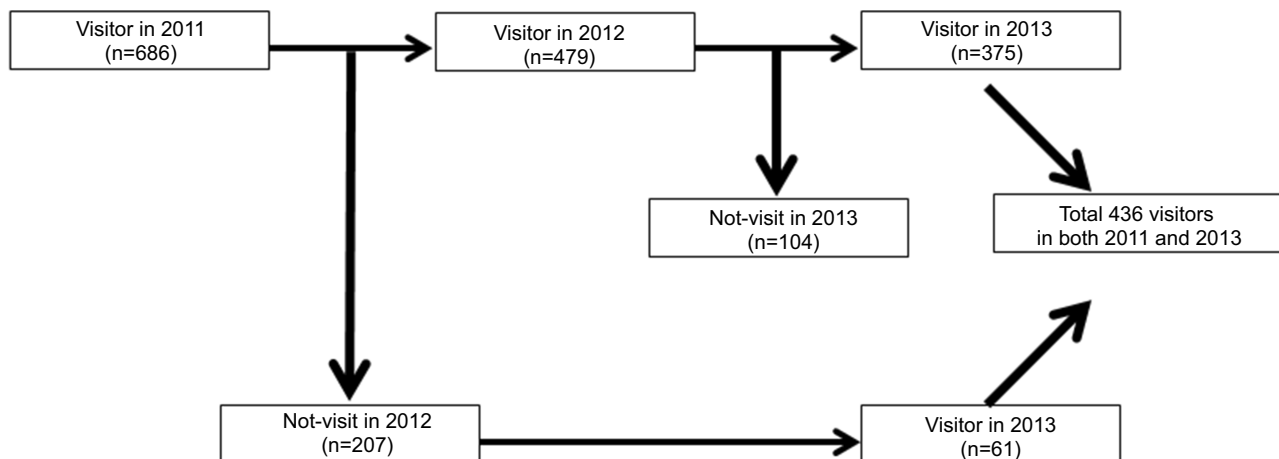 Visitor in 2011
(n=686)
Visitor in 2012
(n=479)
Visitor in 2013
(n=375)
Not-visit in 2013
(n=104)
Total 436 visitors
in both 2011 and 2013
Not-visit in 2012
(n=207)
Visitor in 2013
(n=61)